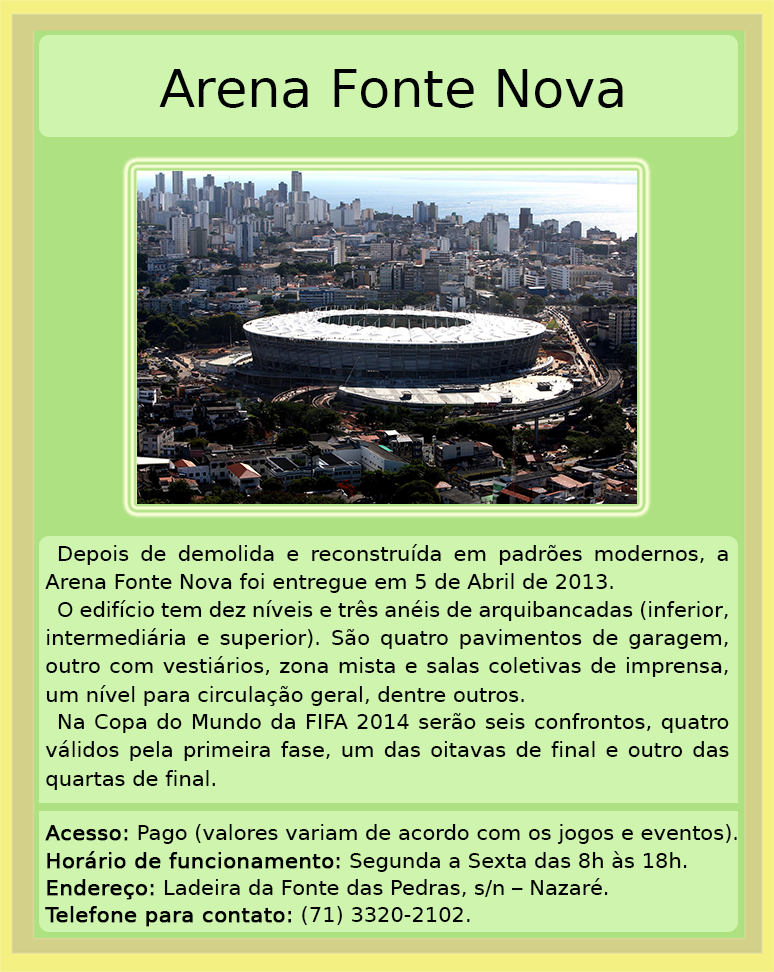 Arena Fonte Nova
Depois de demolida e reconstruída em padrões modernos, a
Arena Fonte Nova foi entregue em 5 de Abril de 2013.
O edifício tem dez níveis e três anéis de arquibancadas (inferior,
intermediária e superior). São quatro pavimentos de garagem,
outro com vestiários, zona mista e salas coletivas de imprensa,
um nível para circulação geral, dentre outros.
Na Copa do Mundo da FIFA 2014 serão seis confrontos, quatro
válidos pela primeira fase, um das oitavas de final e outro das
quartas de final.
Acesso: Pago (valores variam de acordo com os jogos e eventos).
Horário de funcionamento: Segunda a Sexta das 8h às 18h.
Endereço: Ladeira da Fonte das Pedras, s/n – Nazaré.
Telefone para contato: (71) 3320-2102.